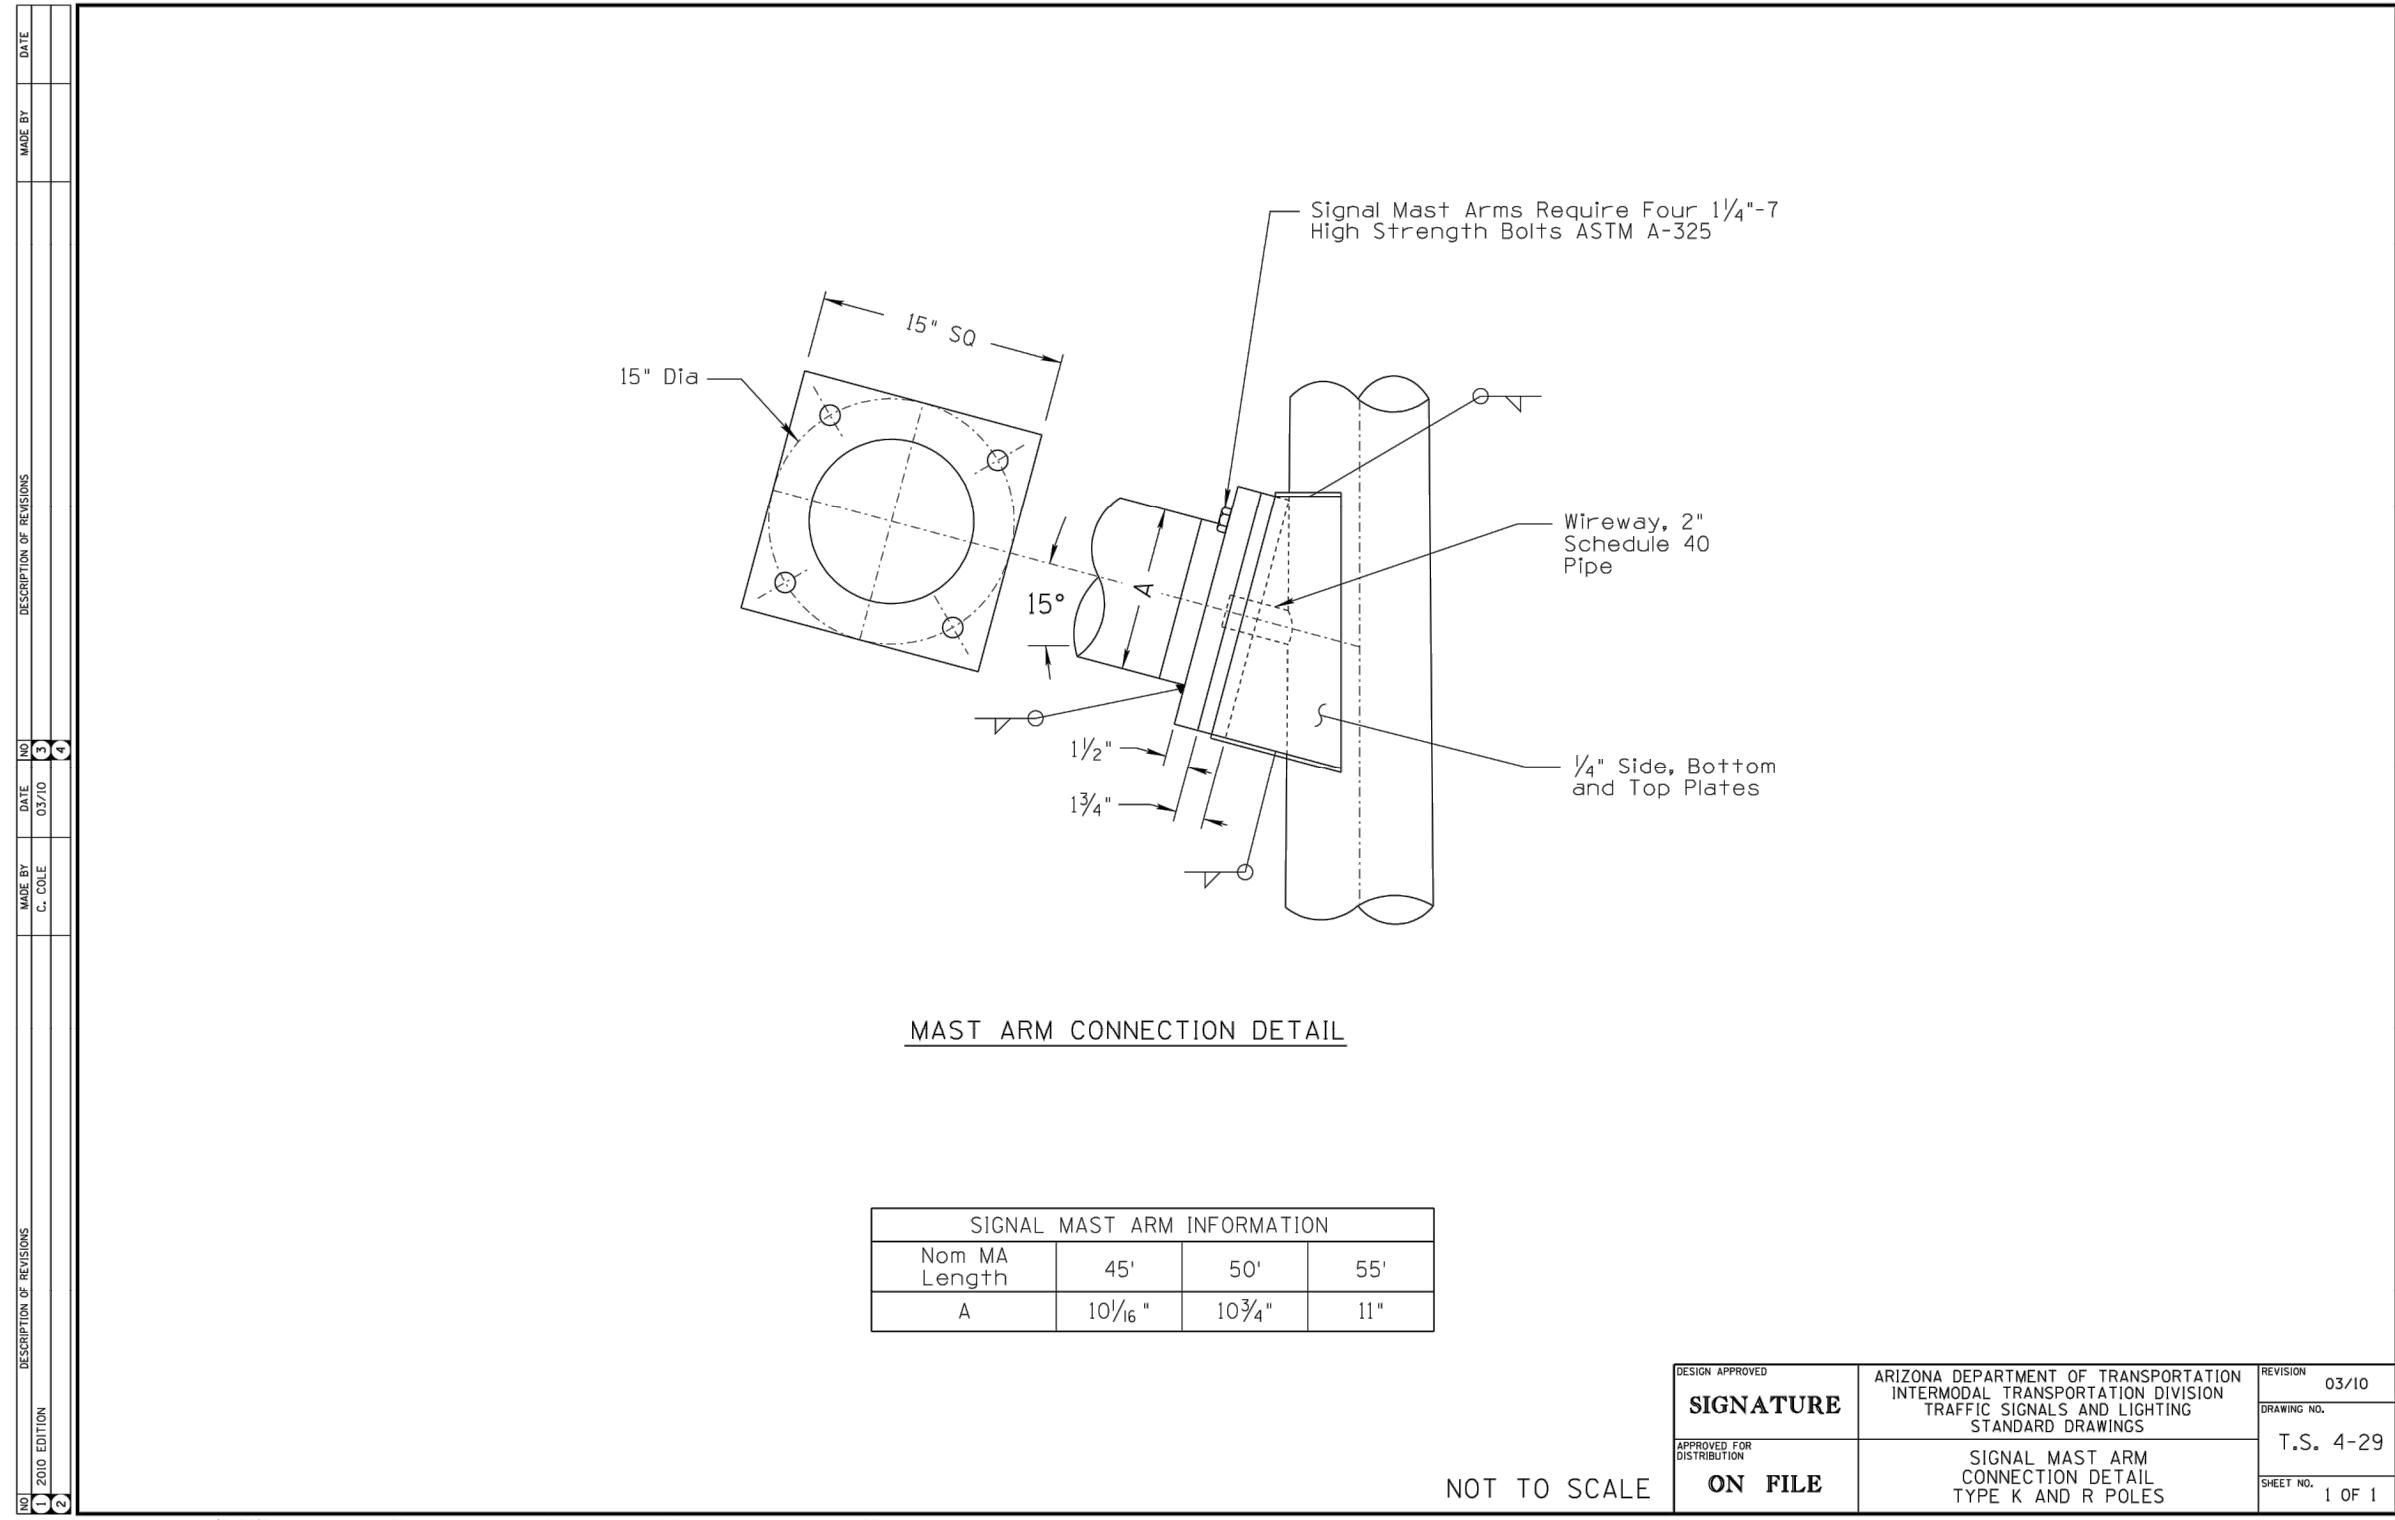 Signal Mast Arms Require Four 1¼"-7
High Strength Bolts ASTM A-325
15" SQ
15" Dia
Wireway, 2"
Schedule 40
Pipe
A
15°
1½"
1¾"
¼" Side, Bottom
and Top Plates
MAST ARM CONNECTION DETAIL
SIGNAL MAST ARM INFORMATION
Nom MA
Length
45'
50'
55'
A
10 1/16 "
10¾"
11"
NOT TO SCALE
DESIGN APPROVED
SIGNATURE
APPROVED FOR
DISTRIBUTION
ON FILE
ARIZONA DEPARTMENT OF TRANSPORTATION
INTERMODAL TRANSPORTATION DIVISION
TRAFFIC SIGNALS AND LIGHTING
STANDARD DRAWINGS
SIGNAL MAST ARM
CONNECTION DETAIL
TYPE K AND R POLES
REVISION
03/10
DRAWING NO.
T.S. 4-29
SHEET NO.
1 OF 1
NO
DESCRIPTION OF REVISIONS
MADE BY
DATE
1
2010 EDITION
C. COLE
03/10
2
NO
DESCRIPTION OF REVISIONS
MADE BY
DATE
3
4